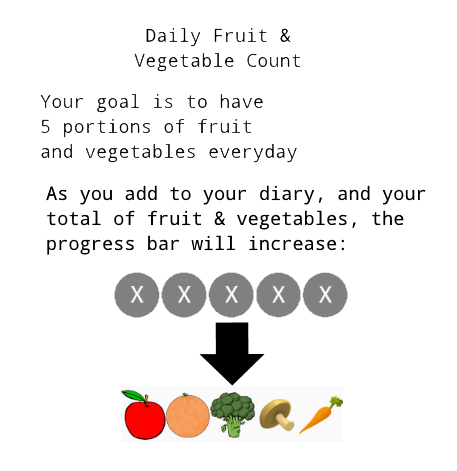 Daily Fruit &
Vegetable Count
Your goal is to have
5 portions of fruit
and vegetables everyday
As you add to your diary, and your
total of fruit & vegetables, the
progress bar will increase:
X X X X X